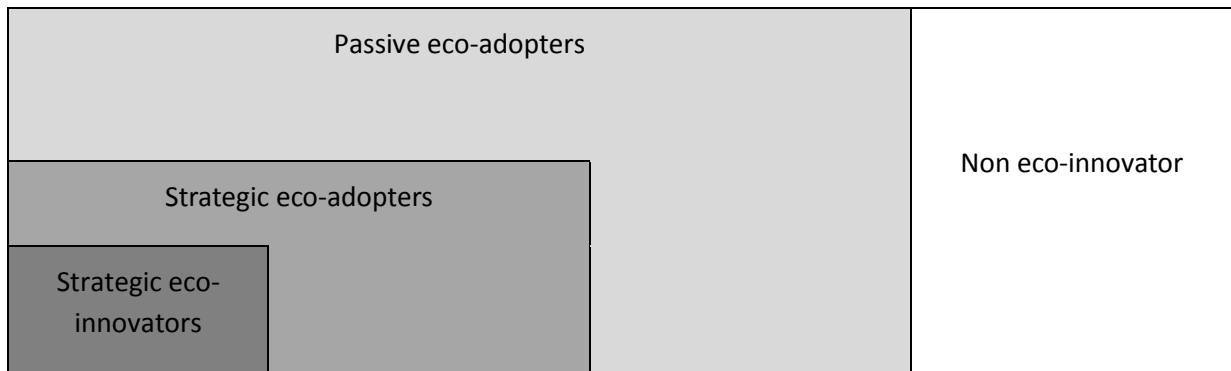 Passive eco-adopters
Non eco-innovator
Strategic eco-adopters
Strategic eco-
innovators